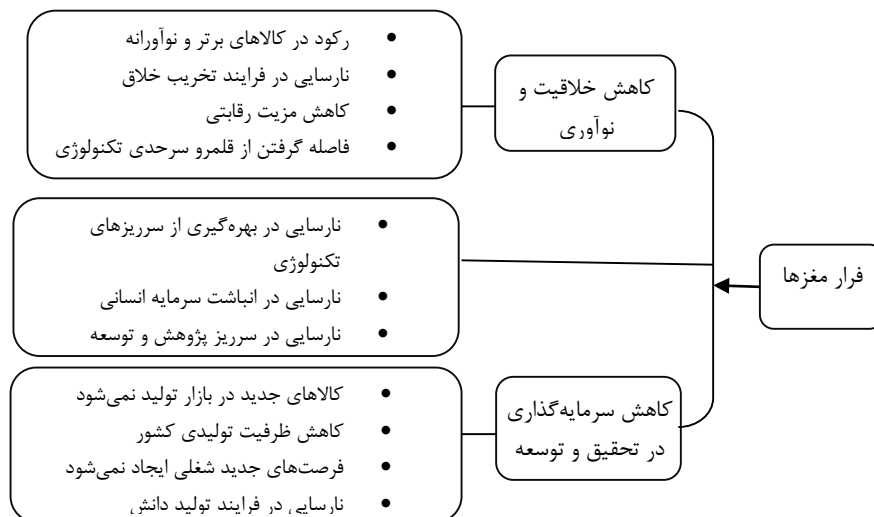 فرار مغزها
کاهش خلاقیت و
نوآوری
• رکود در کالاهای برتر و نوآورانه
• نارسایی در فرایند تخریب خلاق
• کاهش مزیت رقابتی
• فاصله گرفتن از قلمرو سرحدی تکنولوژی
• نارسایی در بهره‌گیری از سرریزهای
تکنولوژی
• نارسایی در انباشت سرمایه انسانی
• نارسایی در سرریز پژوهش و توسعه
کاهش سرمایه‌گذاری
در تحقیق و توسعه
• کالاهای جدید در بازار تولید نمی‌شود
• کاهش ظرفیت تولیدی کشور
• فرصت‌های جدید شغلی ایجاد نمی‌شود
• نارسایی در فرایند تولید دانش